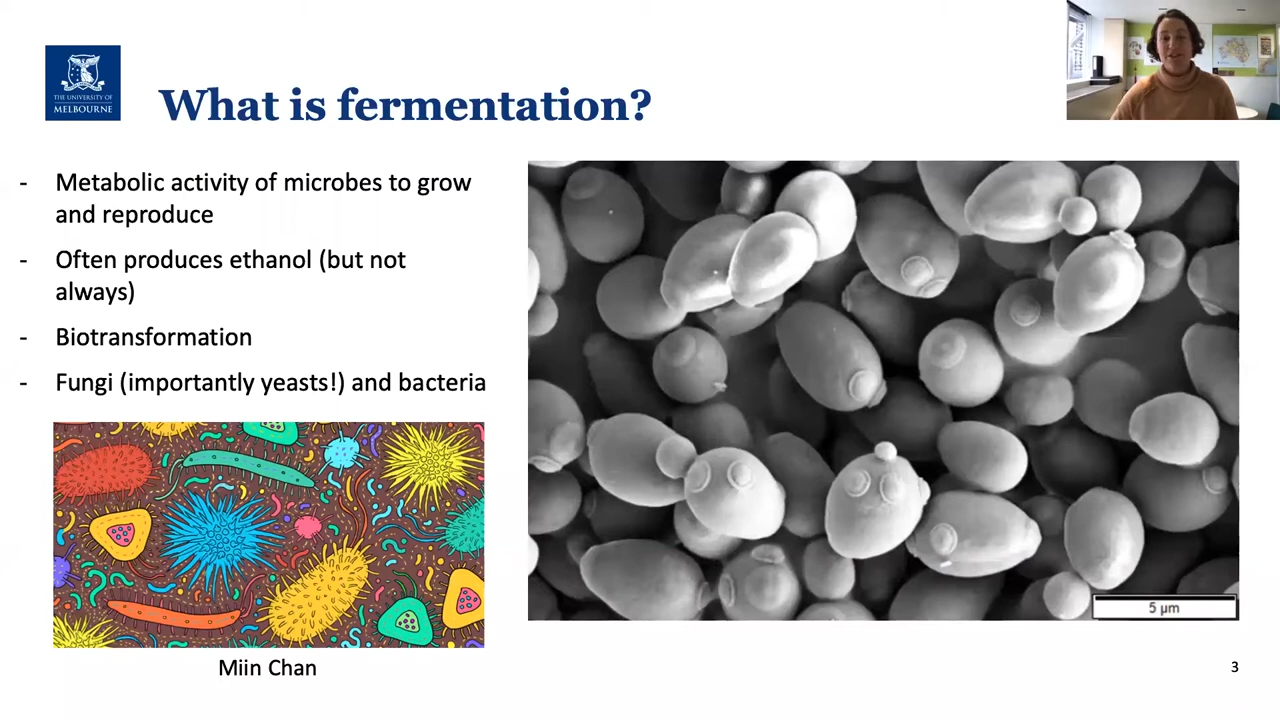 THE UNIVERSITY OF
MELBOURNE
What is fermentation?
- Metabolic activity of microbes to grow
and reproduce
- Often produces ethanol (but not
always)
- Biotransformation
- Fungi (importantly yeasts!) and bacteria
Miin Chan
5 µm
3